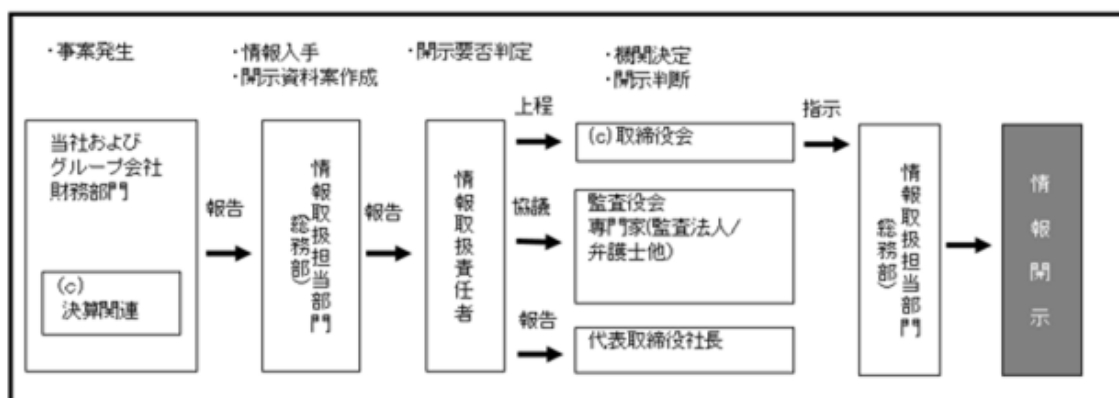 ・事案発生
・情報入手
・開示資料案作成
・開示要否判定
・機関決定
・開示判断
当社および
グループ会社
財務部門
(c)
決算関連
報告
情報取扱担当部門
(総務部)
報告
情報取扱責任者
上程
(c)取締役会
協議
監査役会
専門家(監査法人/
弁護士他)
報告
代表取締役社長
指示
情報取扱担当部門
(総務部)
情報開示